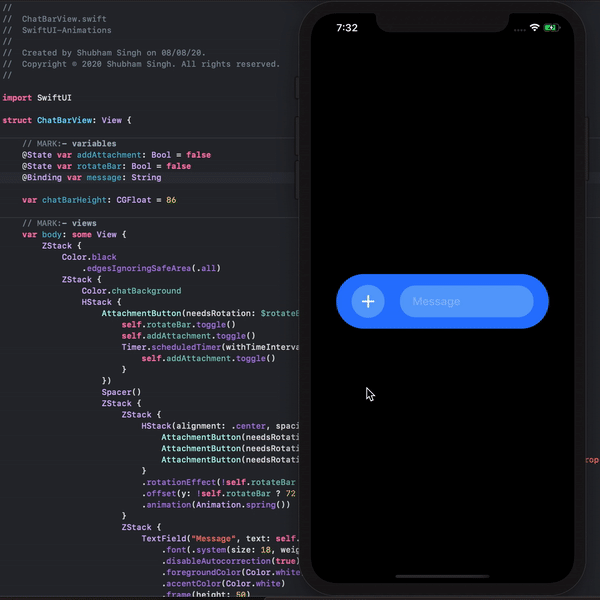 //
//  ChatBarView.swift
//  SwiftUI-Animations
//
//  Created by Shubham Singh on 08/08/20.
//  Copyright © 2020 Shubham Singh. All rights reserved.
//
import SwiftUI
struct ChatBarView: View {
// MARK:- variables
@State var addAttachment: Bool = false
@State var rotateBar: Bool = false
@Binding var message: String
var chatBarHeight: CGFloat = 86
// MARK:- views
var body: some View {
ZStack {
Color.black
.edgesIgnoringSafeArea(.all)
ZStack {
Color.chatBackground
HStack {
AttachmentButton(needsRotation: $rotateB
self.rotateBar.toggle()
self.addAttachment.toggle()
Timer.scheduledTimer(withTimeInterva
self.addAttachment.toggle()
}
})
Spacer()
ZStack {
ZStack {
HStack(alignment: .center, spaci
AttachmentButton(needsRotati
AttachmentButton(needsRotati
AttachmentButton(needsRotati
}
.rotationEffect(!self.rotateBar
.offset(y: !self.rotateBar ? 72
.animation(Animation.spring())
}
ZStack {
TextField("Message", text: self.
.font(.system(size: 18, weig
.disableAutocorrection(true)
.foregroundColor(Color.white
.accentColor(Color.white)
.frame(height: 50)
7:32
Message
rop